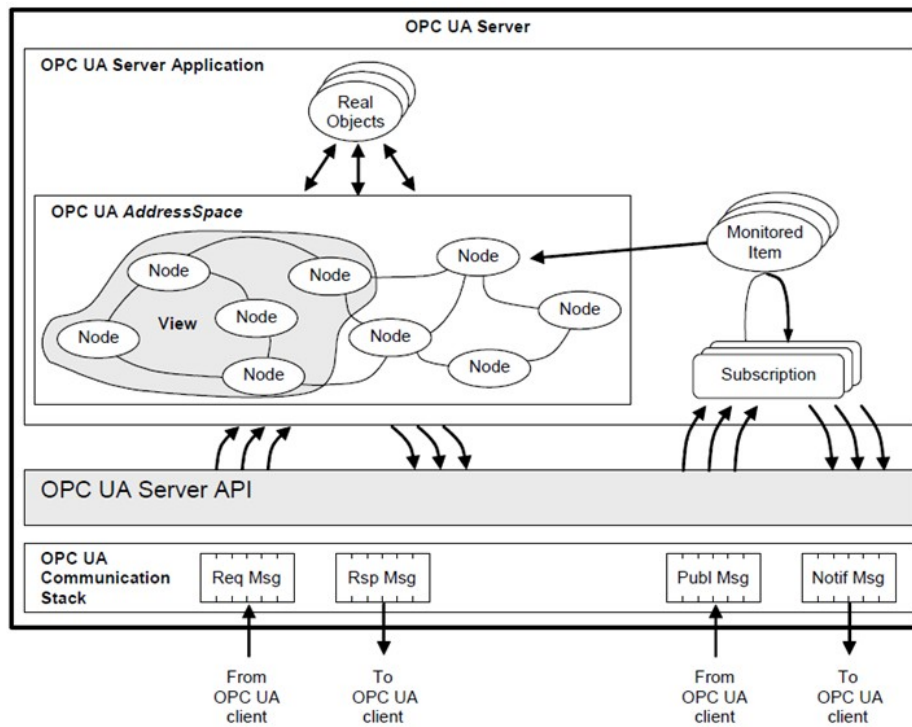 OPC UA Server
OPC UA Server Application
Real
Objects
OPC UA AddressSpace
Monitored
Item
Node
Node
Node
Node
Node
View
Node
Node
Node
Node
Subscription
OPC UA Server API
OPC UA
Communication
Stack
Req Msg
Rsp Msg
Publ Msg
Notif Msg
From
OPC UA
client
To
OPC UA
client
From
OPC UA
client
To
OPC UA
client